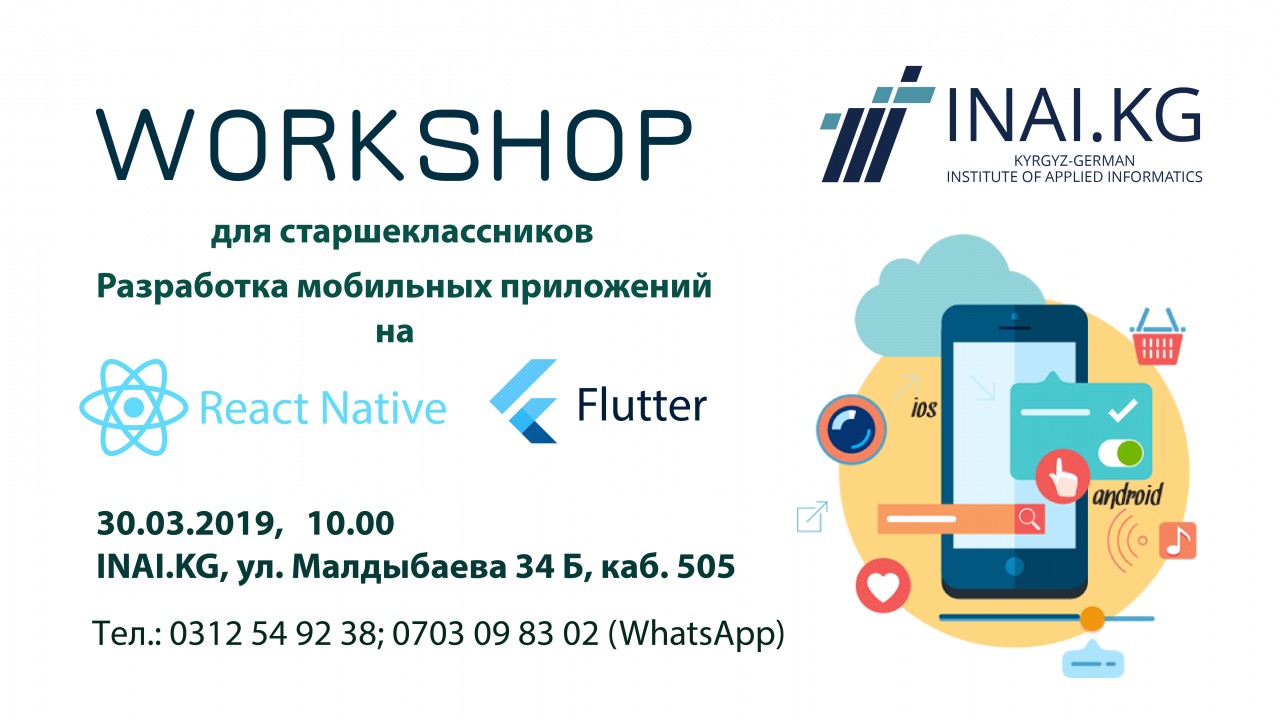 WORKSHOP
для старшеклассников
Разработка мобильных приложений
на
React Native
Flutter
30.03.2019, 10.00
INAI.KG, ул. Малдыбаева 34 Б, каб. 505
Тел.: 0312 54 92 38; 0703 09 83 02 (WhatsApp)
INAI.KG
KYRGYZ-GERMAN
INSTITUTE OF APPLIED INFORMATICS
ios
android